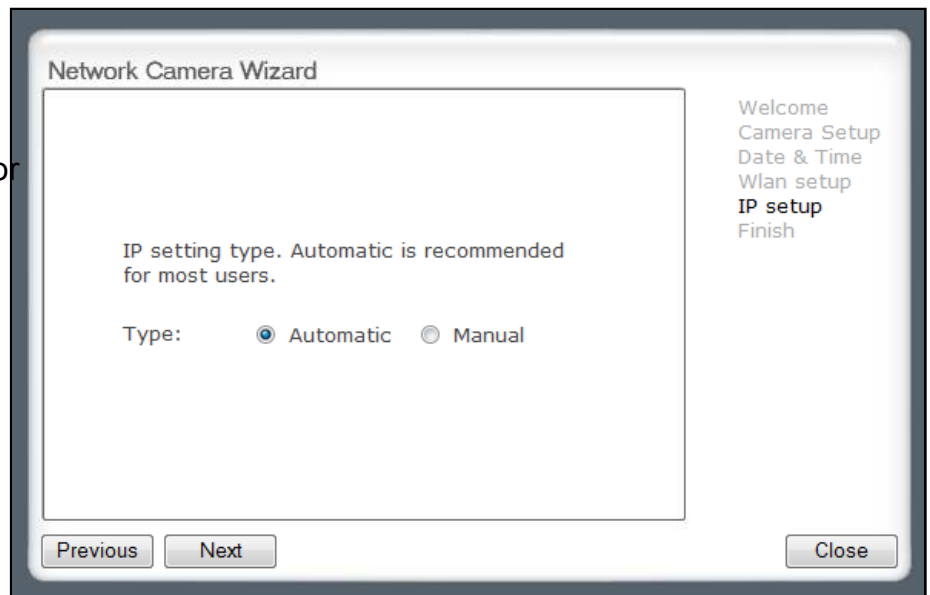 Network Camera Wizard
or
Welcome
Camera Setup
Date & Time
Wlan setup
IP setup
Finish
IP setting type. Automatic is recommended
for most users.
Type: Automatic Manual
Previous Next Close